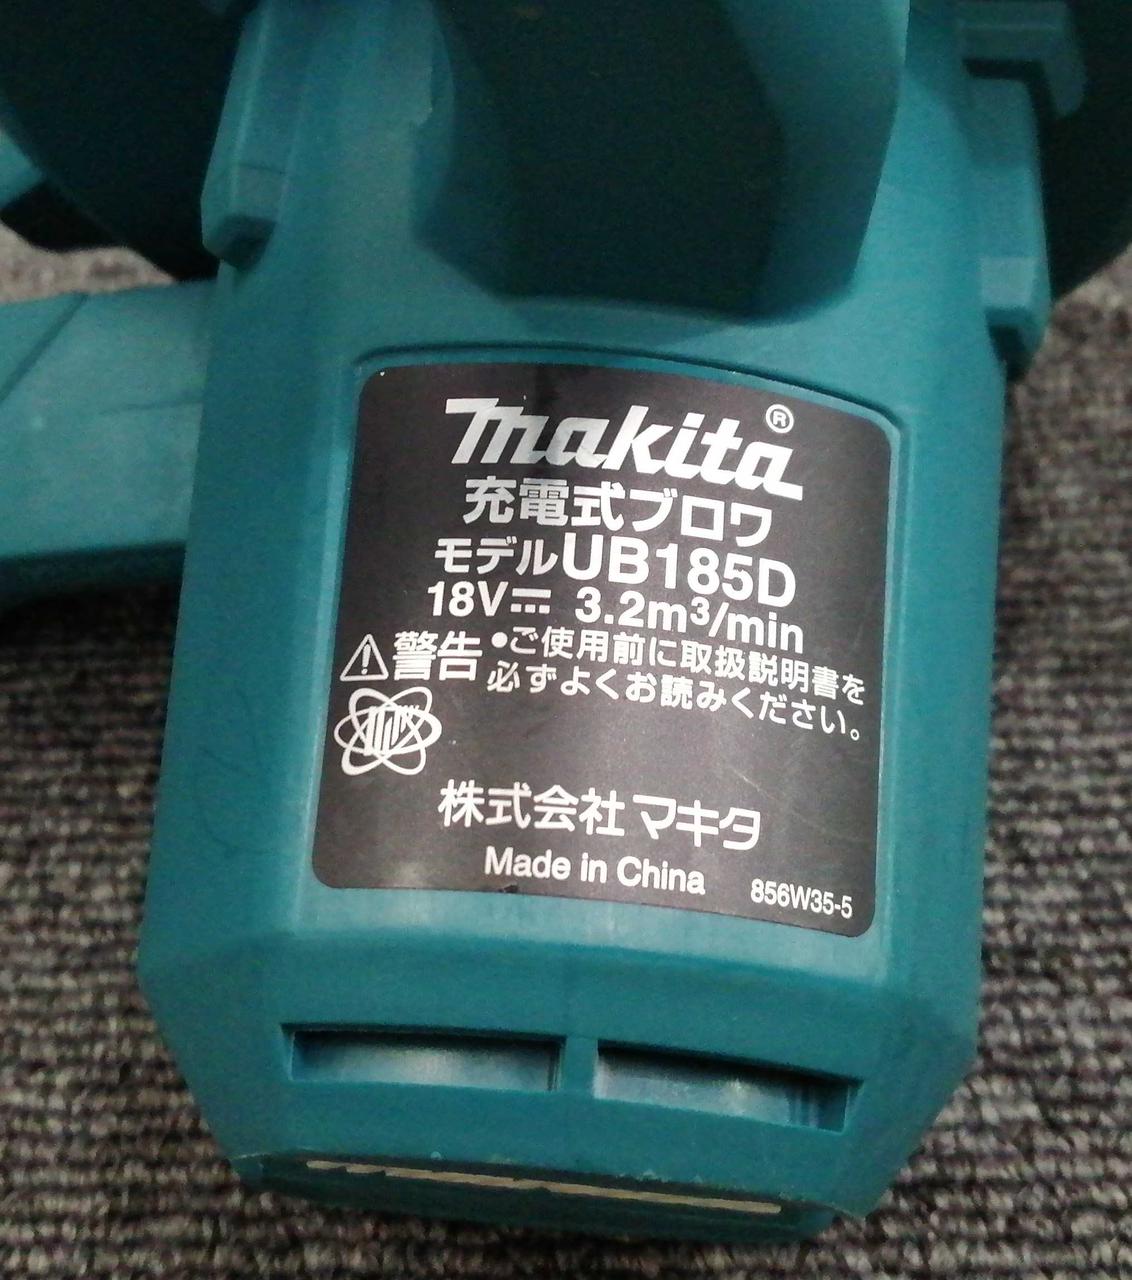 makita®
充電式ブロワ
モデルUB185D
18V⎓ 3.2m³/min
⚠警告 •ご使用前に取扱説明書を
必ずよくお読みください。
株式会社マキタ
Made in China 856W35-5